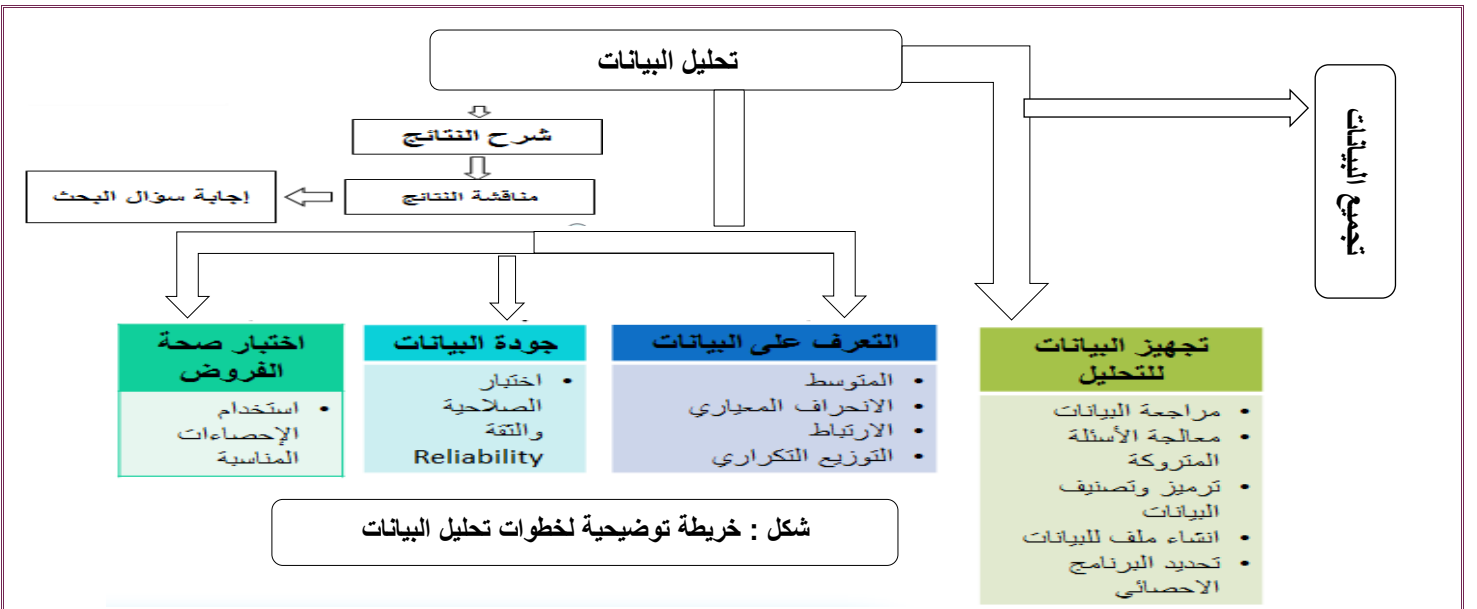 تحليل البيانات
تجميع البيانات
شرح النتائج
مناقشة النتائج
إجابة سؤال البحث
تجهيز البيانات
للتحليل
• مراجعة البيانات
• معالجة الأسئلة
المتروكة
• ترميز وتصنيف
البيانات
• انشاء ملف للبيانات
• تحديد البرنامج
الاحصائي
التعرف على البيانات
• المتوسط
• الانحراف المعياري
• الارتباط
• التوزيع التكراري
جودة البيانات
• اختبار
الصلاحية
والثقة
Reliability
اختبار صحة
الفروض
• استخدام
الإحصاءات
المناسبة
شكل : خريطة توضيحية لخطوات تحليل البيانات